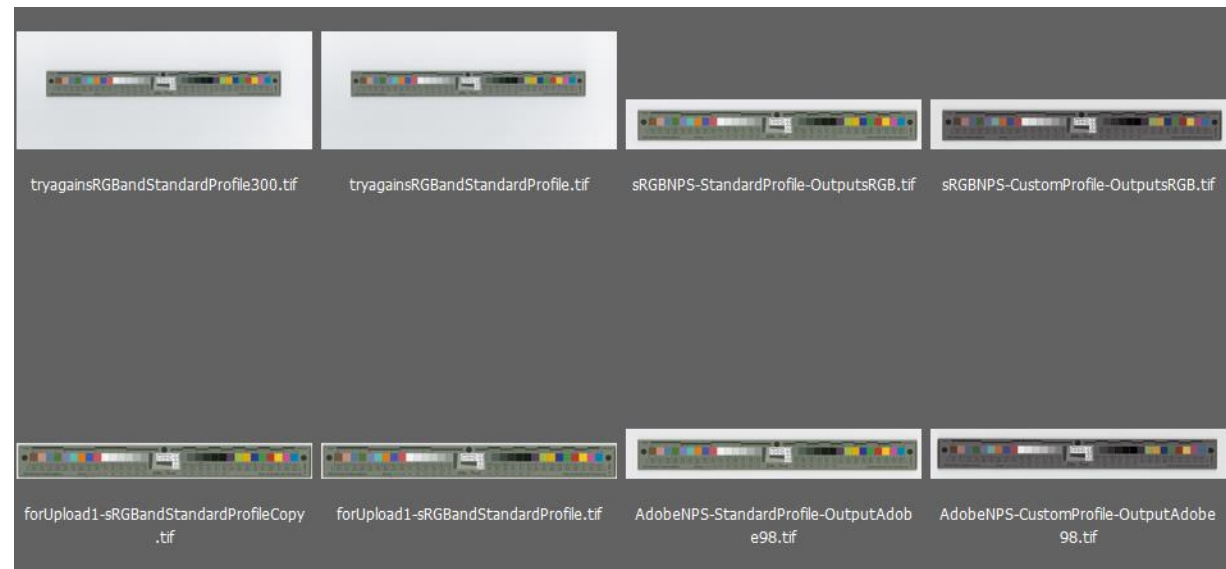 tryagainsRGBandStandardProfile300.tif
tryagainsRGBandStandardProfile.tif
sRGBNPS-StandardProfile-OutputsRGB.tif
sRGBNPS-CustomProfile-OutputsRGB.tif
forUpload1-sRGBandStandardProfileCopy
.tif
forUpload1-sRGBandStandardProfile.tif
AdobeNPS-StandardProfile-OutputAdob
e98.tif
AdobeNPS-CustomProfile-OutputAdobe
98.tif